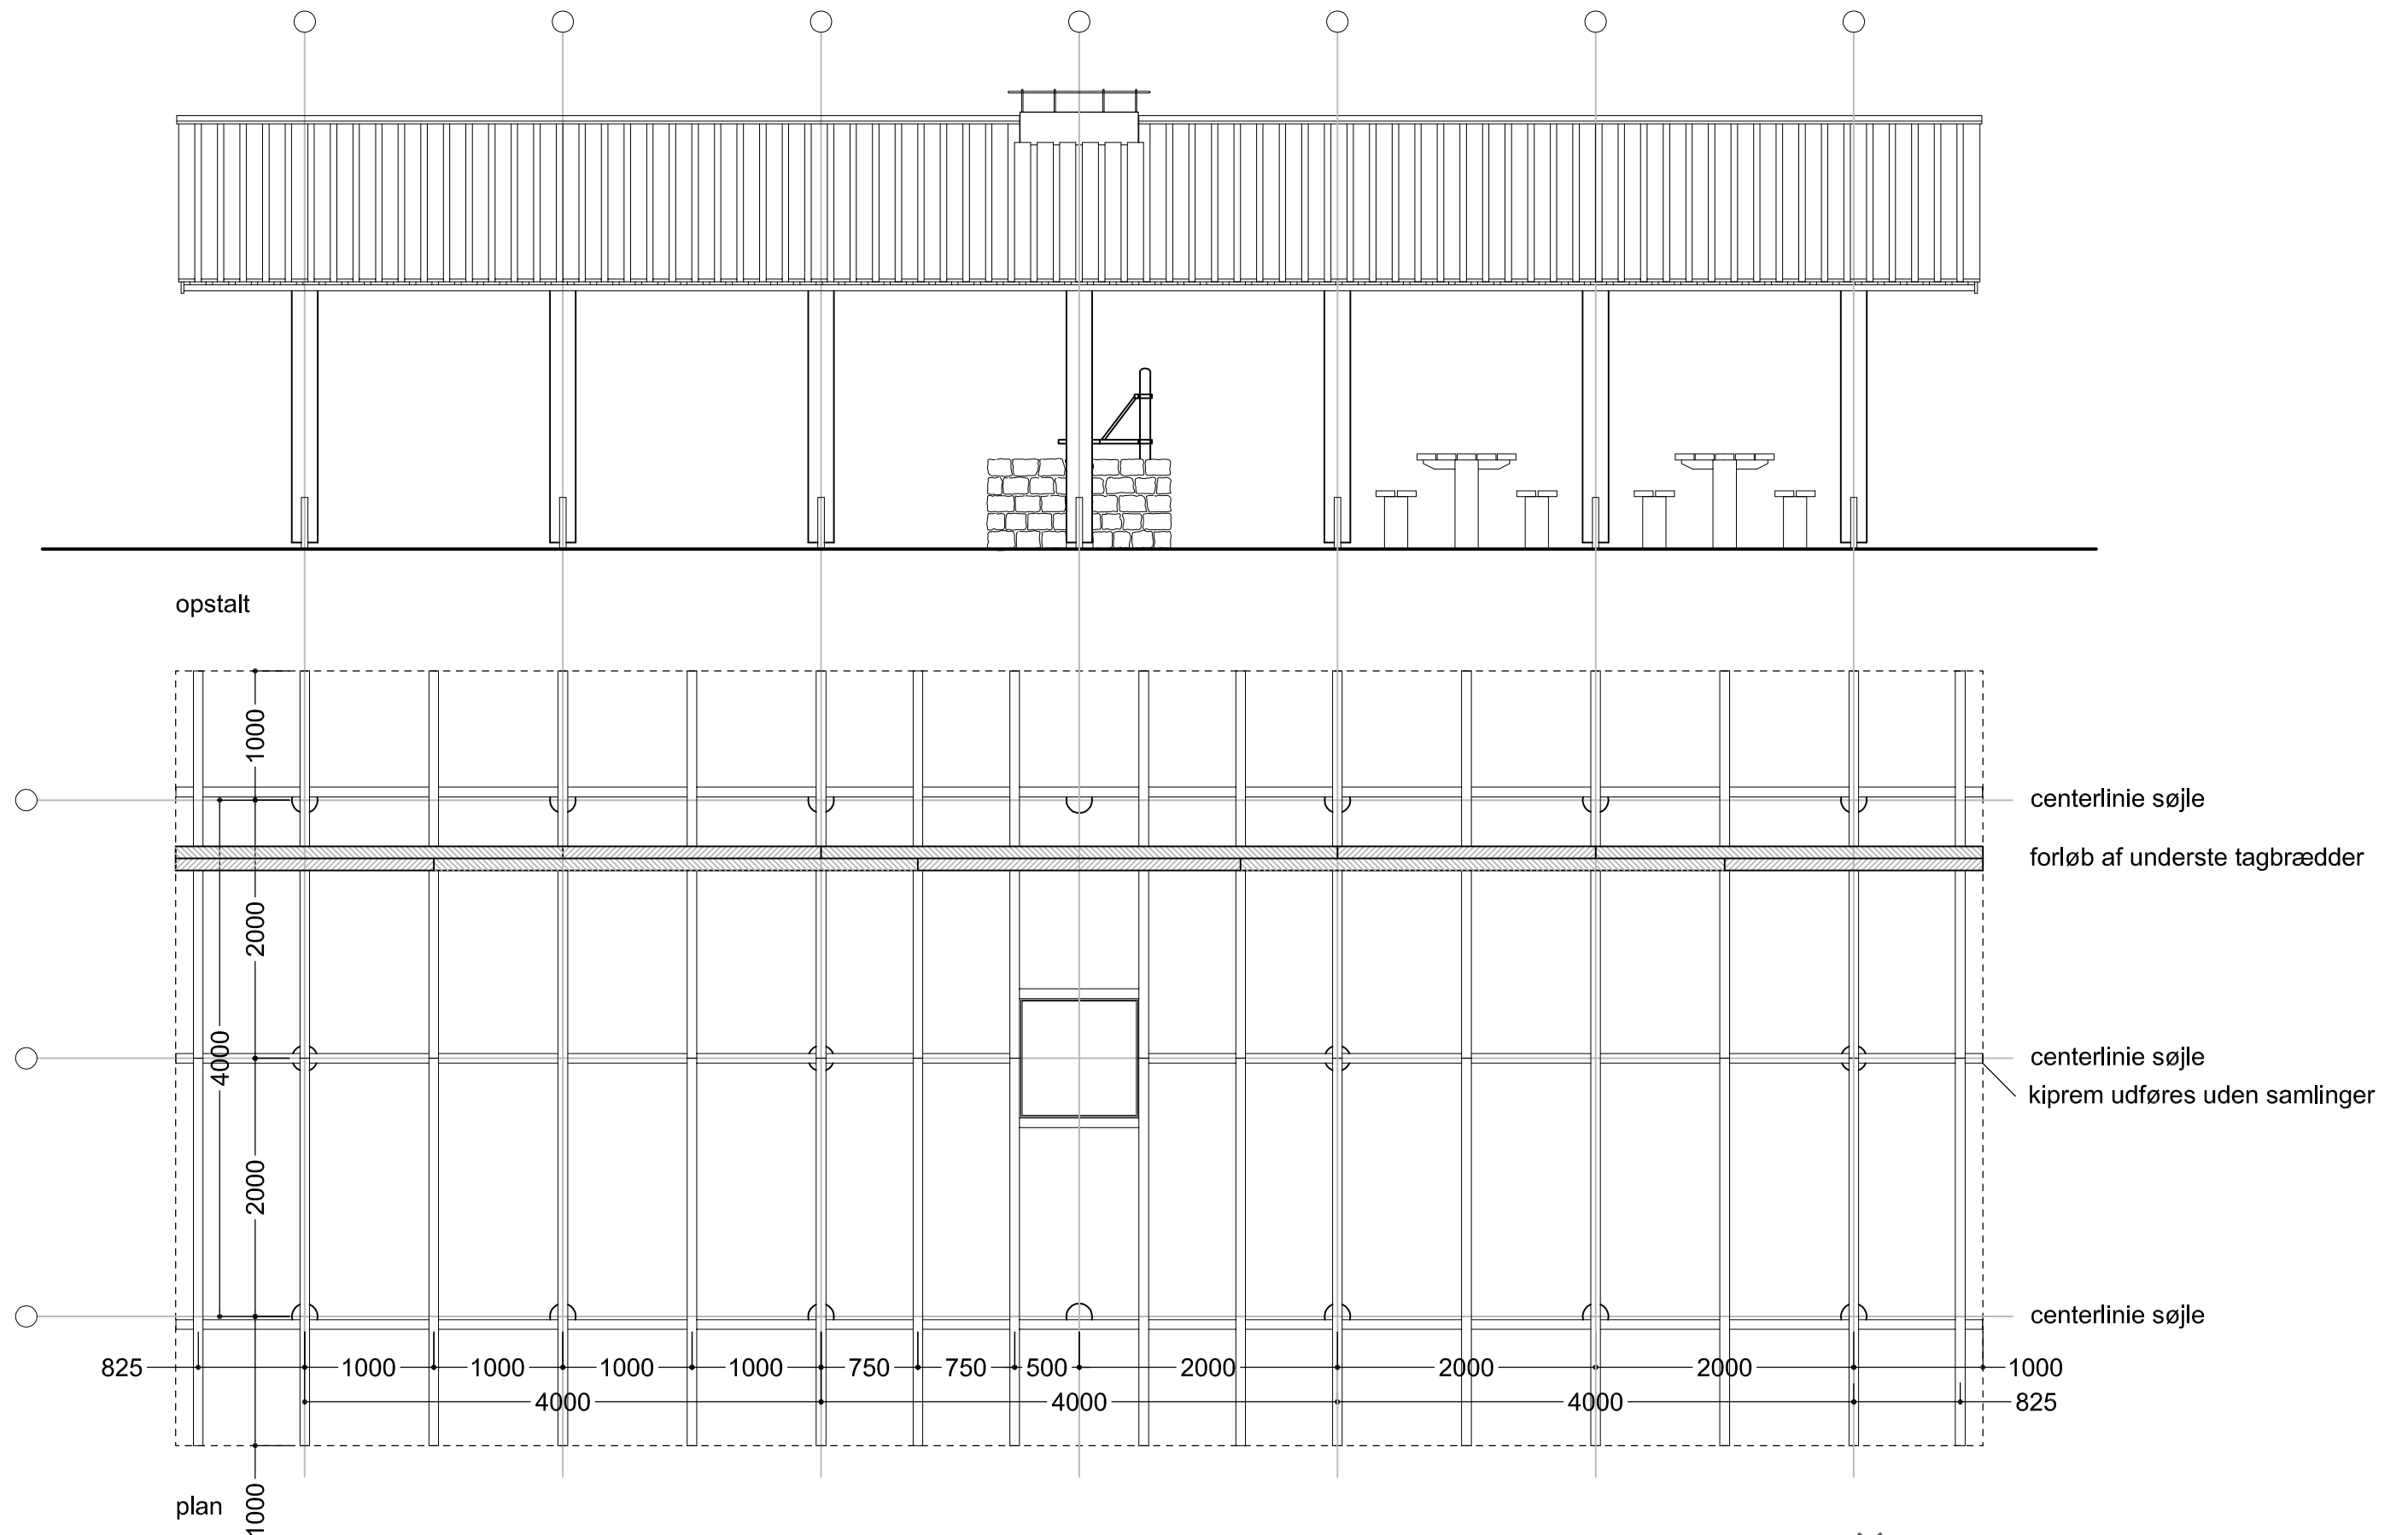 opstalt
1000
centerlinie søjle
forløb af underste tagbrædder
2000
4000
centerlinie søjle
kiprem udføres uden samlinger
2000
centerlinie søjle
825 1000 1000 1000 1000 750 750 500 2000 2000 2000 1000
4000 4000 4000 825
plan
1000